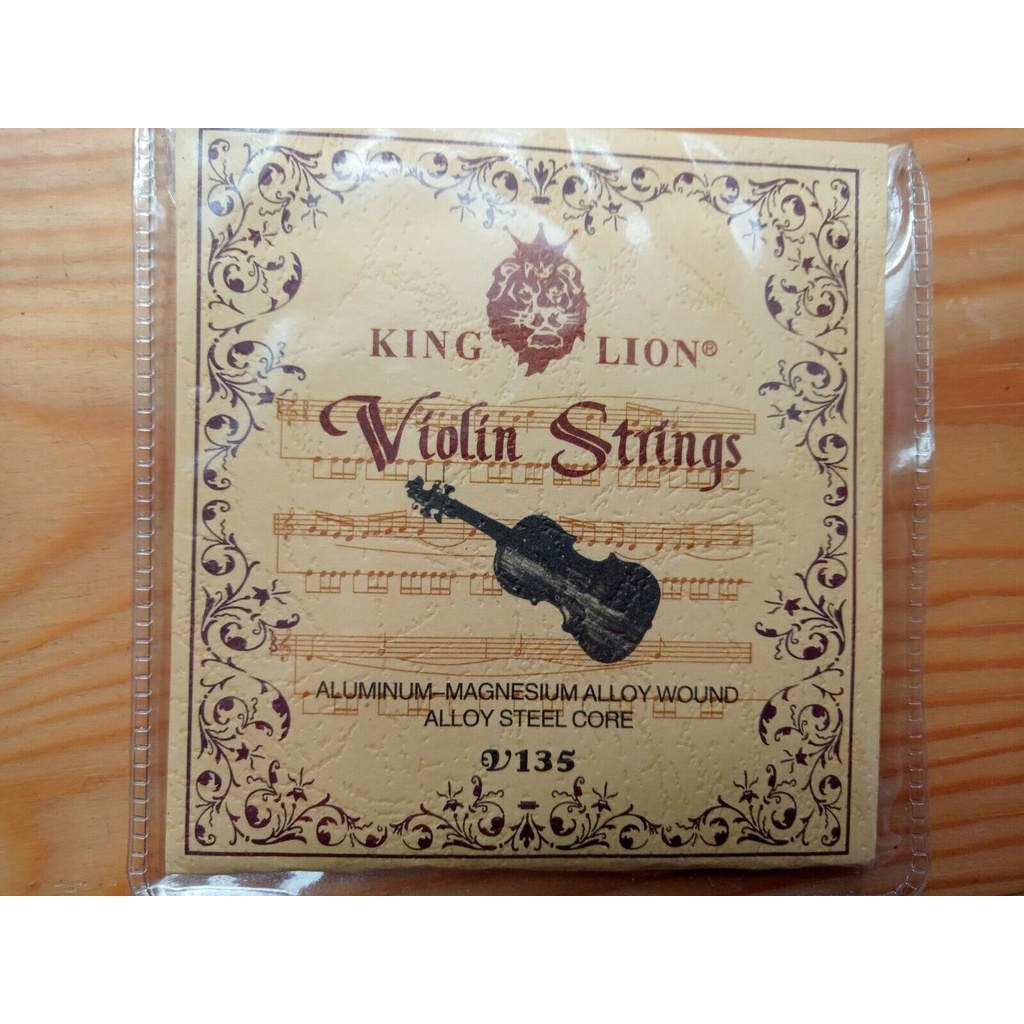 KING LION®
Violin Strings
ALUMINUM-MAGNESIUM ALLOY WOUND
ALLOY STEEL CORE
V135